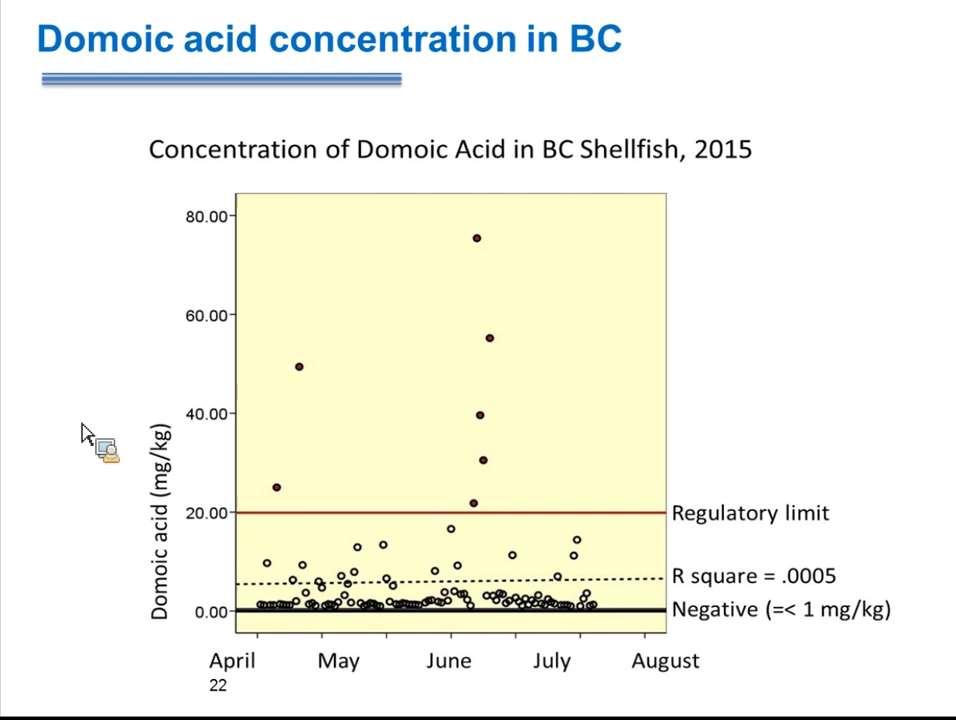 Domoic acid concentration in BC
Concentration of Domoic Acid in BC Shellfish, 2015
Domoic acid (mg/kg)
80.00
60.00
40.00
20.00
0.00
Regulatory limit
R square = .0005
Negative (=< 1 mg/kg)
April May June July August
22